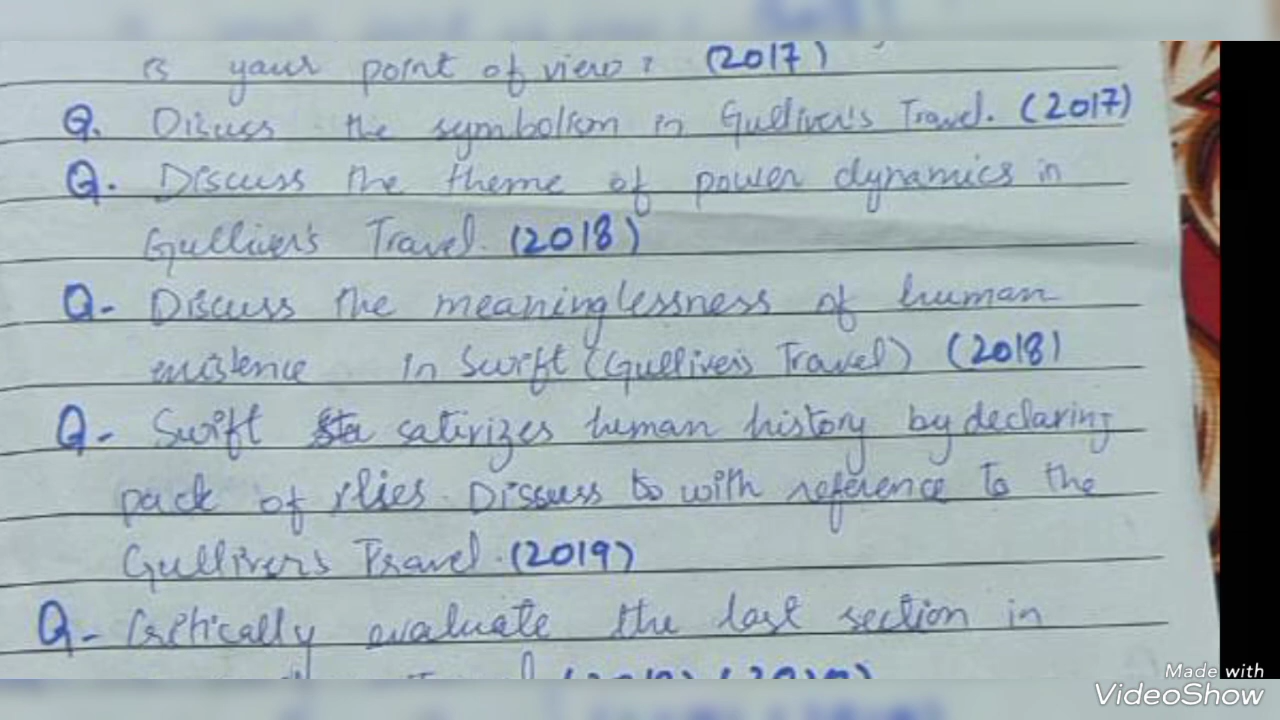 is your point of view? (2017)
Q. Discuss the symbolism in Gulliver's Travel. (2017)
Q. Discuss the theme of power dynamics in
Gulliver's Travel. (2018)
Q- Discuss the meaninglessness of human
existence in Swift (Gulliver's Travel) (2018)
Q- Swift satirizes human history by declaring
pack of lies. Discuss with reference to the
Gulliver's Travel. (2019)
Q- Critically evaluate the last section in
Made with
VideoShow